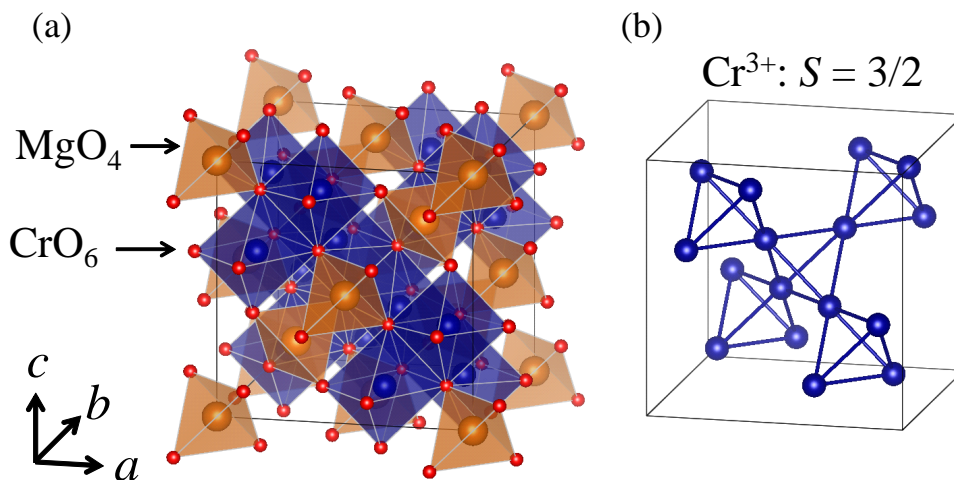 (a)
(b)
Cr³⁺: S = 3/2
MgO₄
CrO₆
c
b
a